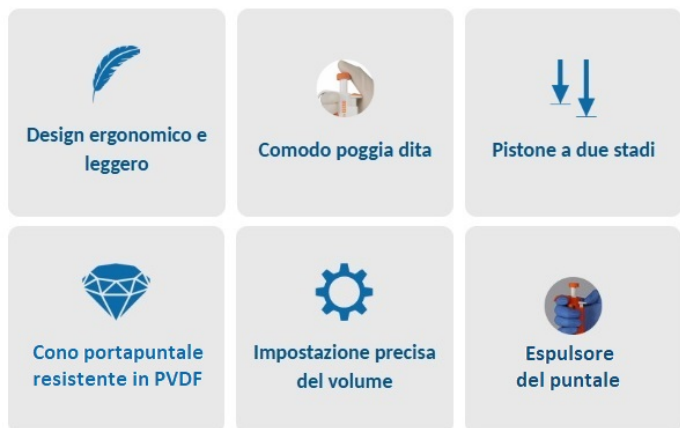 Design ergonomico e
leggero
Comodo poggia dita
Pistone a due stadi
Cono portapuntale
resistente in PVDF
Impostazione precisa
del volume
Espulsore
del puntale